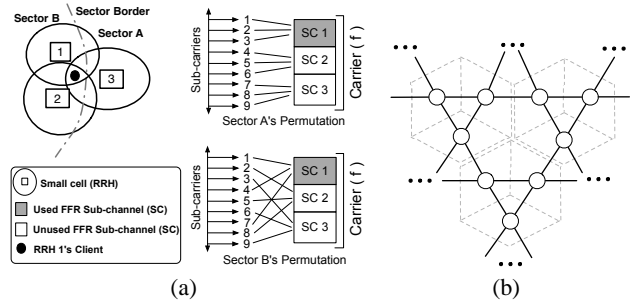 Sector Border
Sector B
Sector A
1
2
3
Small cell (RRH)
Used FFR Sub-channel (SC)
Unused FFR Sub-channel (SC)
RRH 1's Client
Sub-carriers
1
2
3
4
5
6
7
8
9
SC 1
SC 2
SC 3
Carrier ( f )
Sector A's Permutation
Sub-carriers
1
2
3
4
5
6
7
8
9
SC 1
SC 2
SC 3
Carrier ( f )
Sector B's Permutation
(a)
(b)